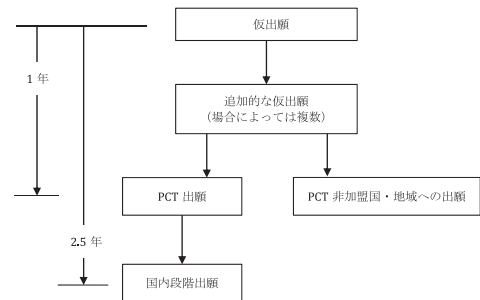 仮出願
1 年
追加的な仮出願
（場合によっては複数）
PCT 出願
PCT 非加盟国・地域への出願
2.5 年
国内段階出願